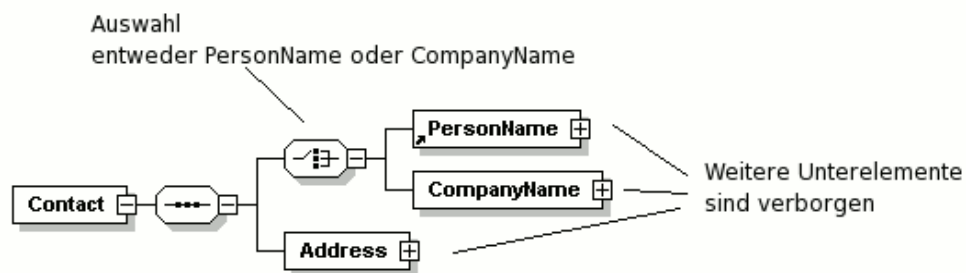 Auswahl
entweder PersonName oder CompanyName
PersonName
Weitere Unterelemente
sind verborgen
CompanyName
Contact
Address